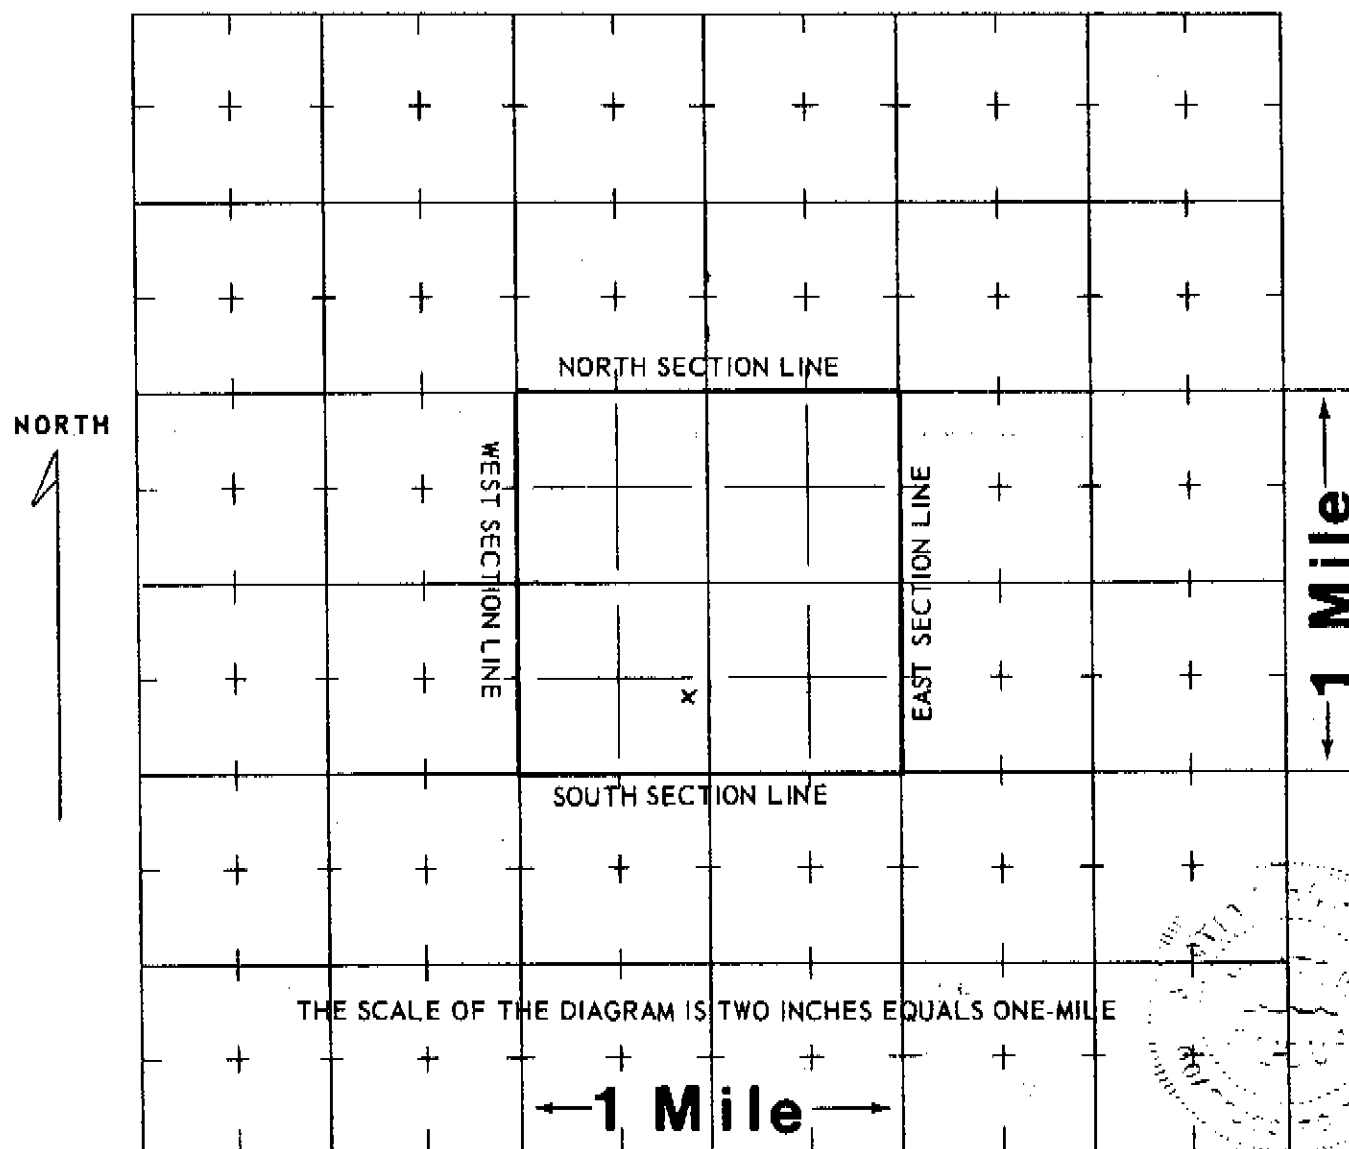 NORTH SECTION LINE
NORTH
WEST SECTION LINE
EAST SECTION LINE
1 Mile
x
SOUTH SECTION LINE
THE SCALE OF THE DIAGRAM IS TWO INCHES EQUALS ONE-MILE
1 Mile